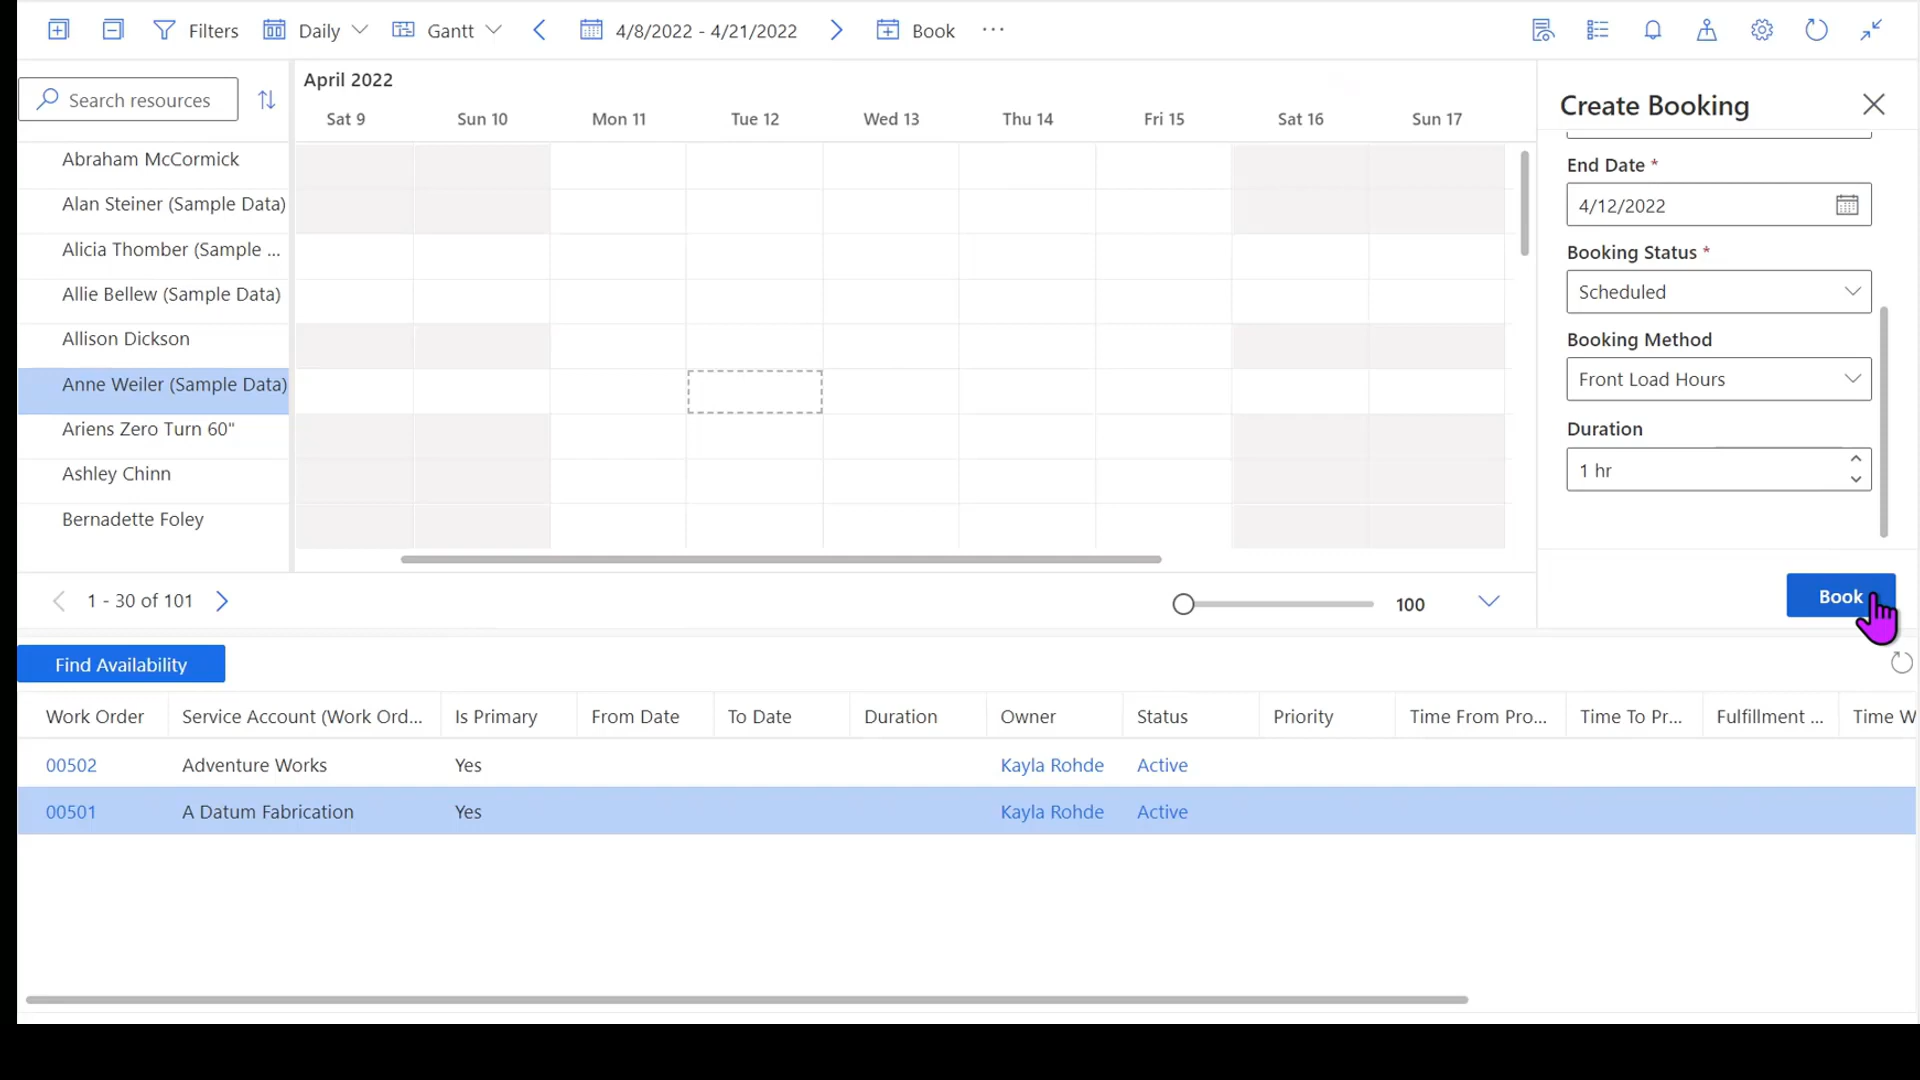 Filters Daily Gantt 4/8/2022 - 4/21/2022 Book ...
Search resources
April 2022
Sat 9 Sun 10 Mon 11 Tue 12 Wed 13 Thu 14 Fri 15 Sat 16 Sun 17
Abraham McCormick
Alan Steiner (Sample Data)
Alicia Thomber (Sample ...
Allie Bellew (Sample Data)
Allison Dickson
Anne Weiler (Sample Data)
Ariens Zero Turn 60"
Ashley Chinn
Bernadette Foley
1 - 30 of 101
100
Create Booking
End Date *
4/12/2022
Booking Status *
Scheduled
Booking Method
Front Load Hours
Duration
1 hr
Book
Find Availability
Work Order Service Account (Work Ord... Is Primary From Date To Date Duration Owner Status Priority Time From Pro... Time To Pr... Fulfillment ... Time W
00502 Adventure Works Yes Kayla Rohde Active
00501 A Datum Fabrication Yes Kayla Rohde Active